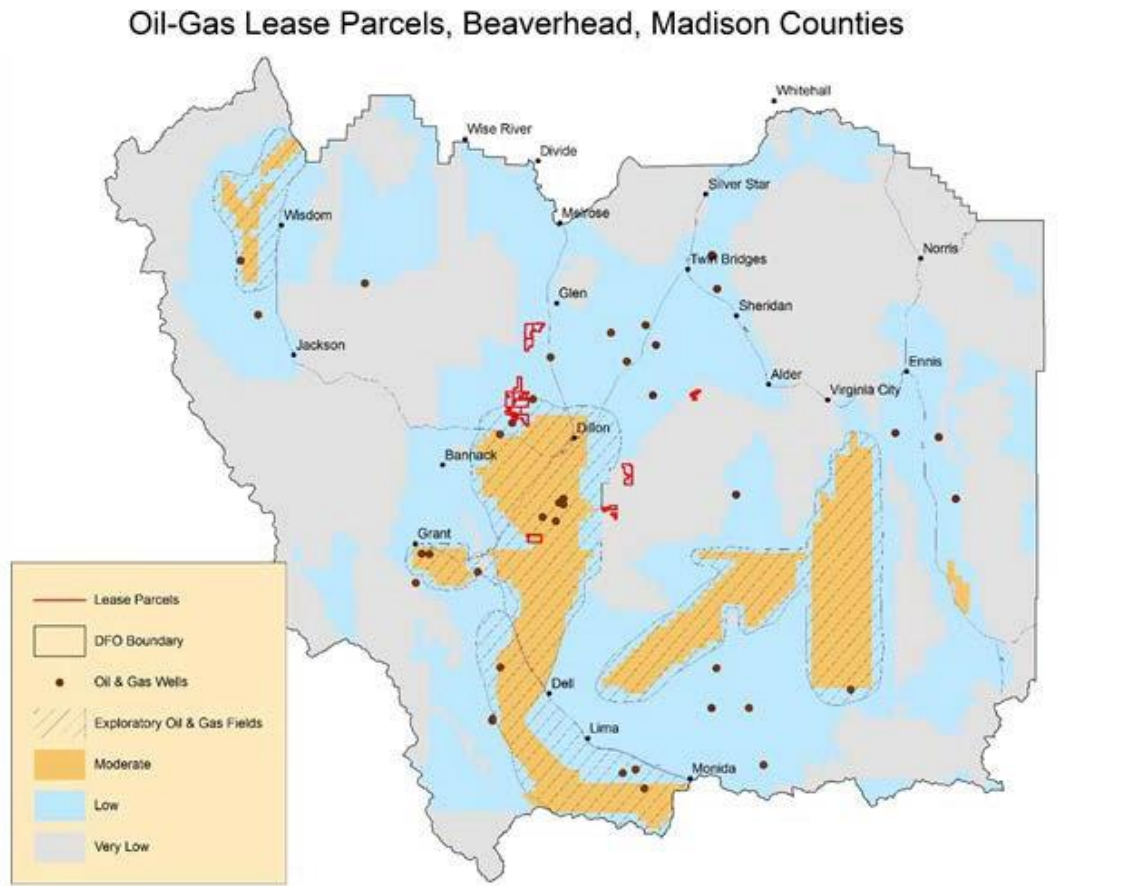 Oil-Gas Lease Parcels, Beaverhead, Madison Counties
Whitehall
Wise River
Divide
Silver Star
Melrose
Wisdom
Norris
Twin Bridges
Glen
Sheridan
Jackson
Ennis
Alder
Virginia City
Dillon
Bannack
Grant
Dell
Lima
Monida
Lease Parcels
DFO Boundary
Oil & Gas Wells
Exploratory Oil & Gas Fields
Moderate
Low
Very Low